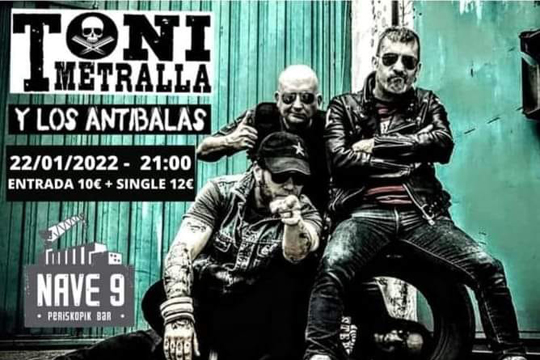 TONI
METRALLA
Y LOS ANTIBALAS
22/01/2022 - 21:00
ENTRADA 10€ + SINGLE 12€
NAVE 9
PERISKOPIK BAR